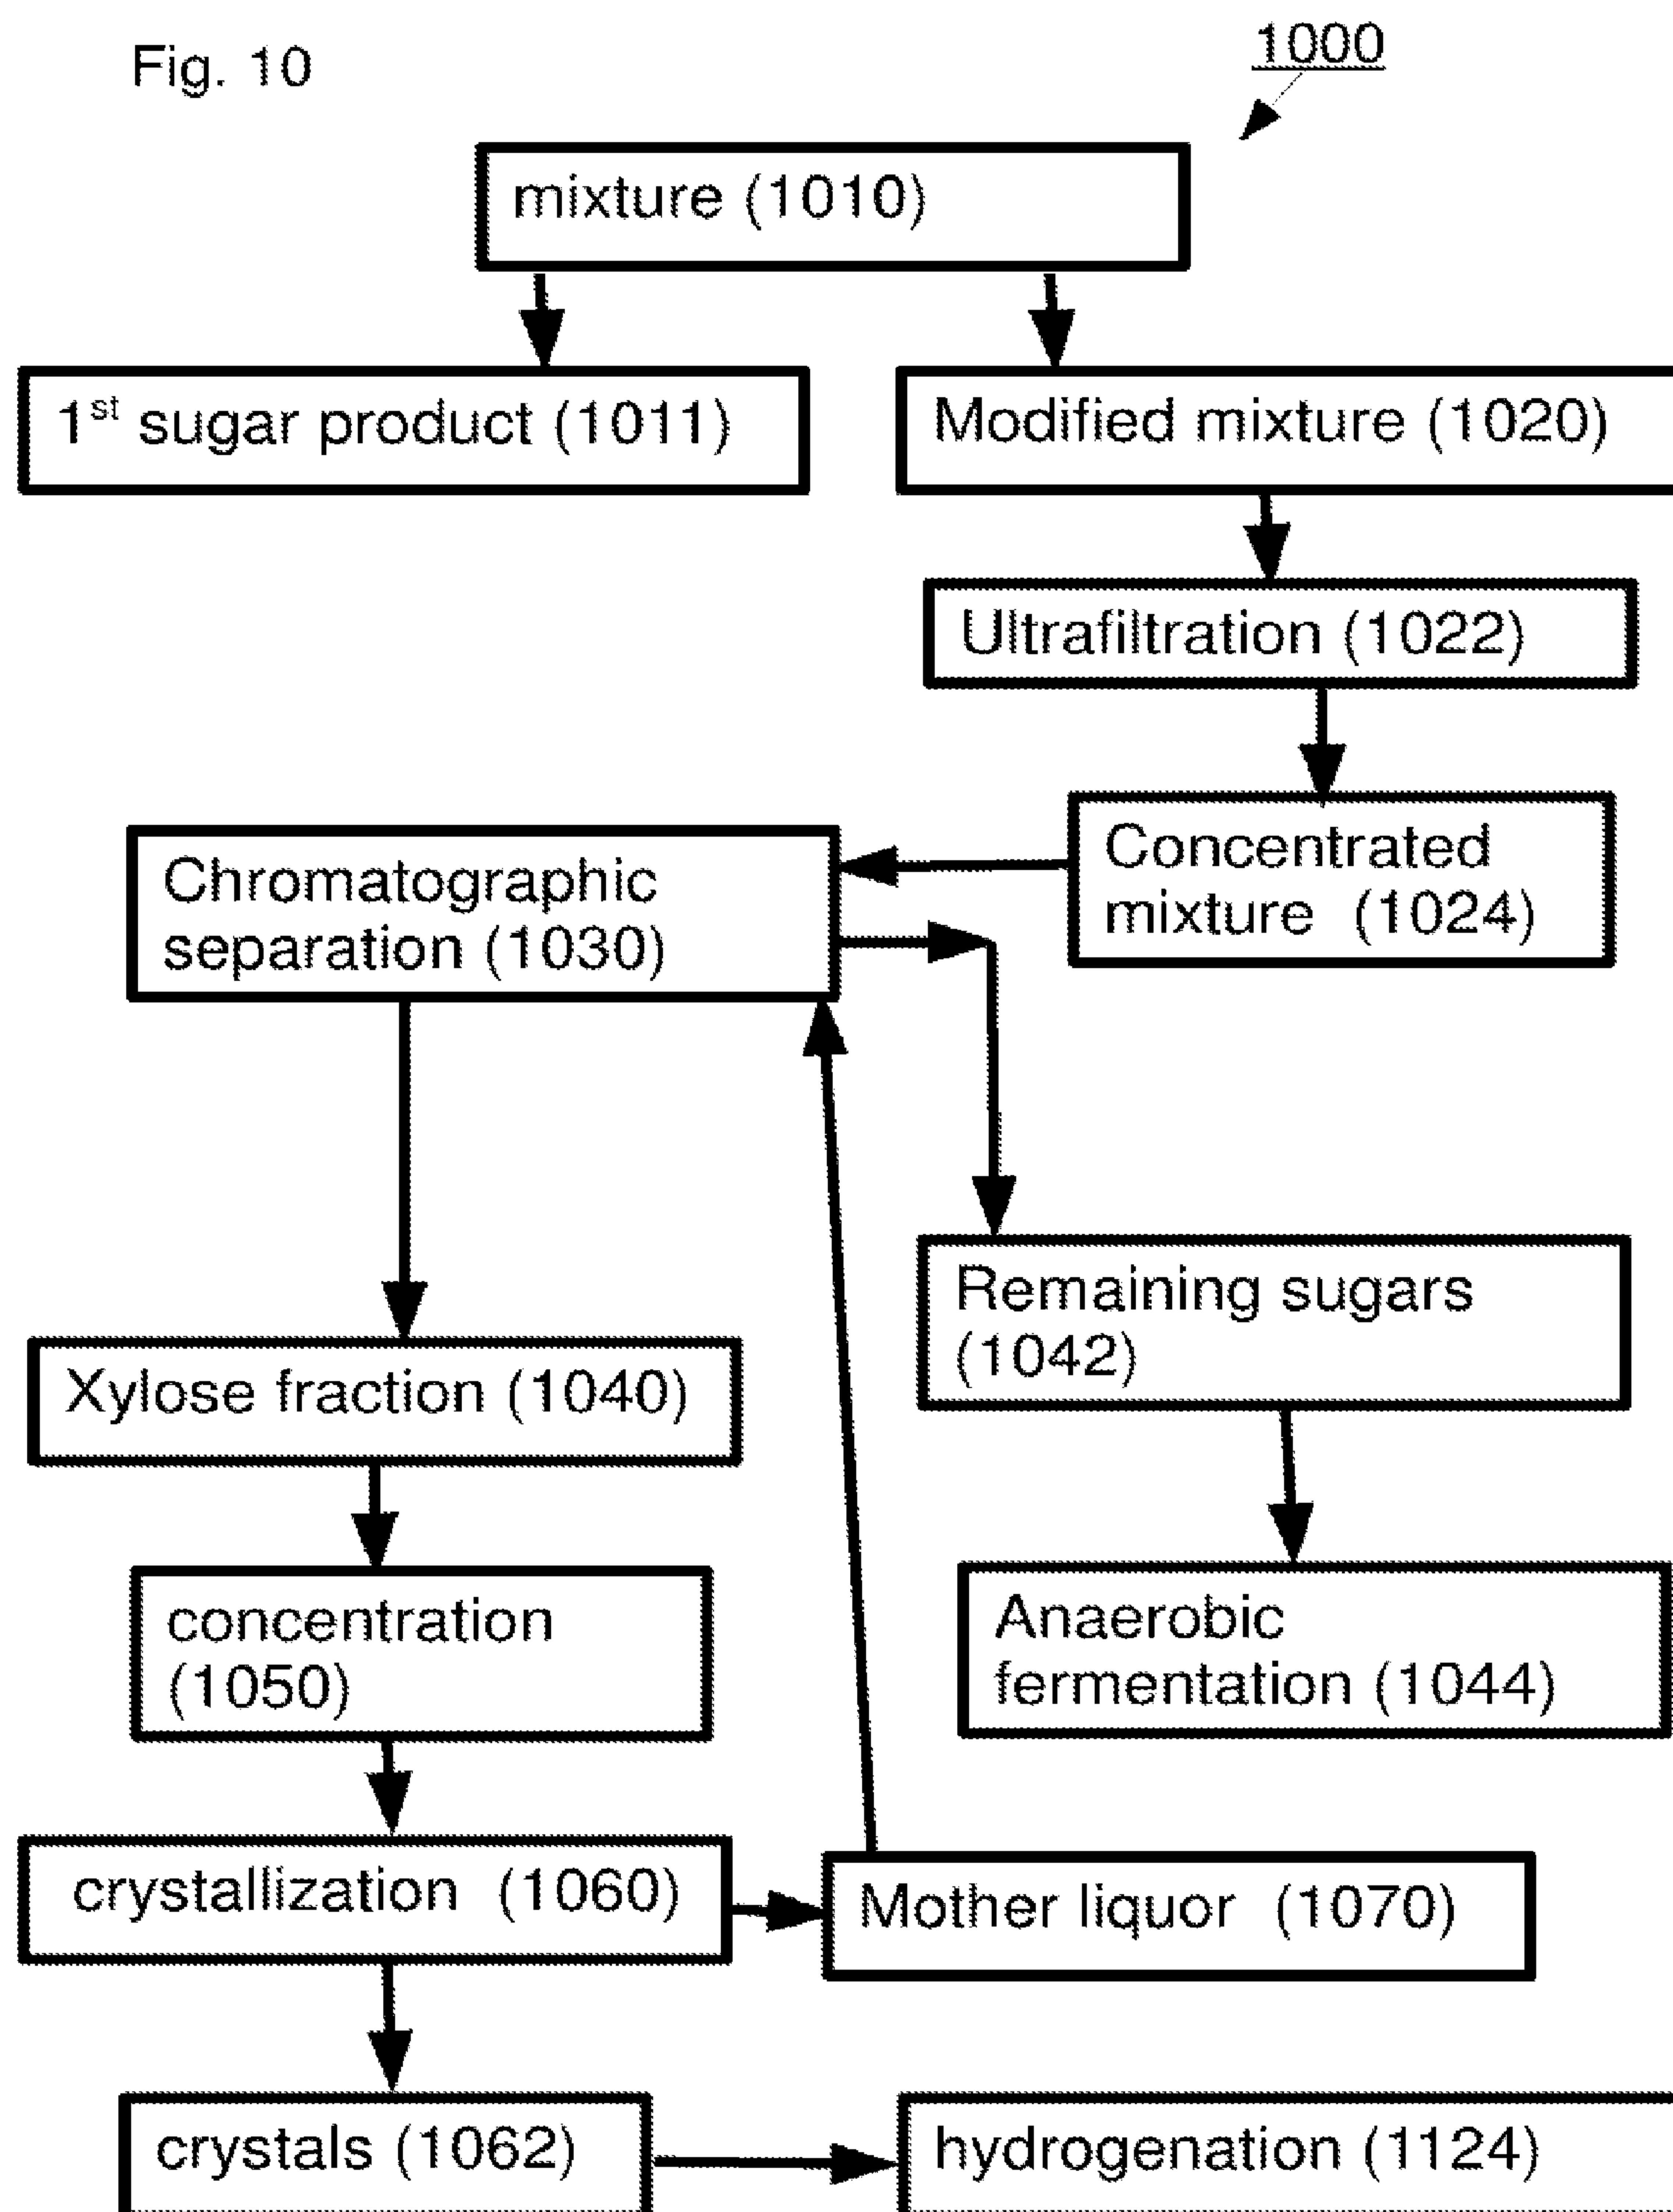 Fig. 10
1000
mixture (1010)
1st sugar product (1011)
Modified mixture (1020)
Ultrafiltration (1022)
Concentrated
mixture (1024)
Chromatographic
separation (1030)
Remaining sugars
(1042)
Xylose fraction (1040)
concentration
(1050)
Anaerobic
fermentation (1044)
crystallization (1060)
Mother liquor (1070)
crystals (1062)
hydrogenation (1124)